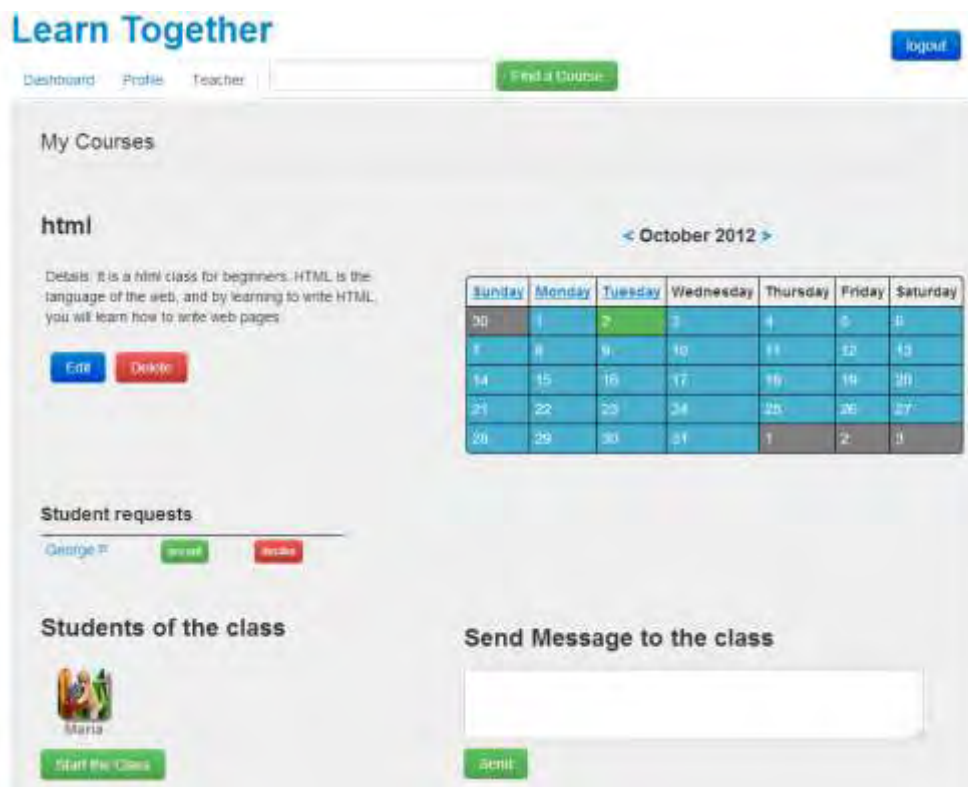 Learn Together
logout
Dashboard Profile Teacher
Find a Course
My Courses
html
Details: It is a html class for beginners. HTML is the
language of the web, and by learning to write HTML,
you will learn how to write web pages
Edit Delete
< October 2012 >
Sunday Monday Tuesday Wednesday Thursday Friday Saturday
30 1 2 3 4 5 6
7 8 9 10 11 12 13
14 15 16 17 18 19 20
21 22 23 24 25 26 27
28 29 30 31 1 2 3
Student requests
George accept decline
Students of the class
Maria
Start the Class
Send Message to the class
Send